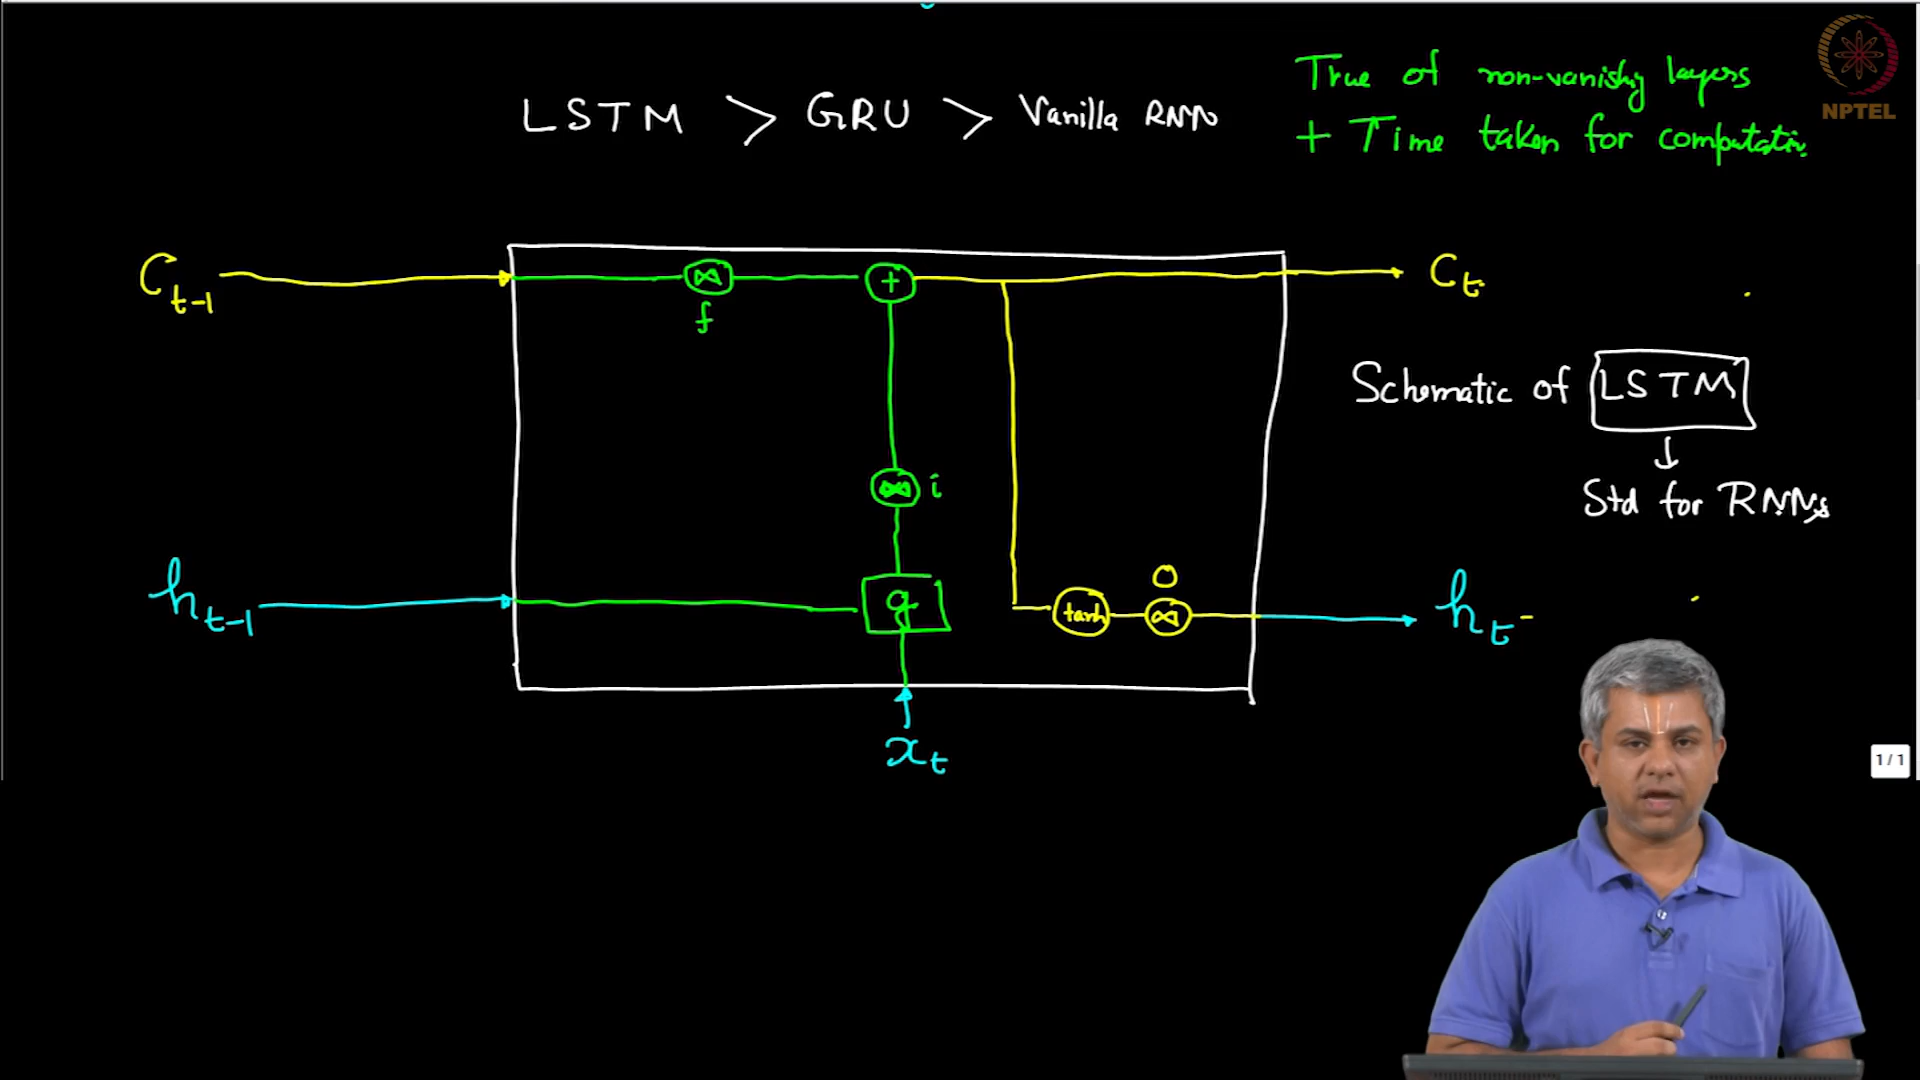 LSTM > GRU > Vanilla RNN
True of non-vanishig layers
+ Time taken for computation.
NPTEL
C t-1
f
+
C t
Schematic of LSTM
↓
Std for RNNs
i
h t-1
g
tanh
O
h t
x t
1 / 1